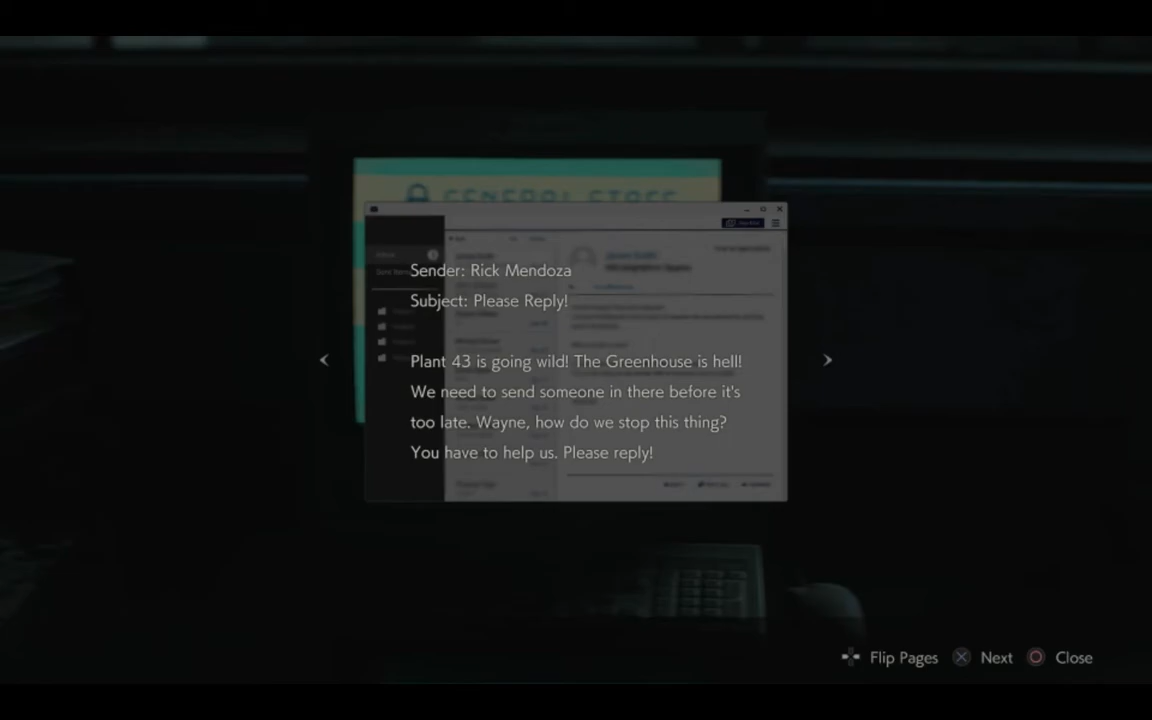 GENERAL STAFF
Sender: Rick Mendoza
Subject: Please Reply!
Plant 43 is going wild! The Greenhouse is hell!
We need to send someone in there before it's
too late. Wayne, how do we stop this thing?
You have to help us. Please reply!
Flip Pages
Next
Close